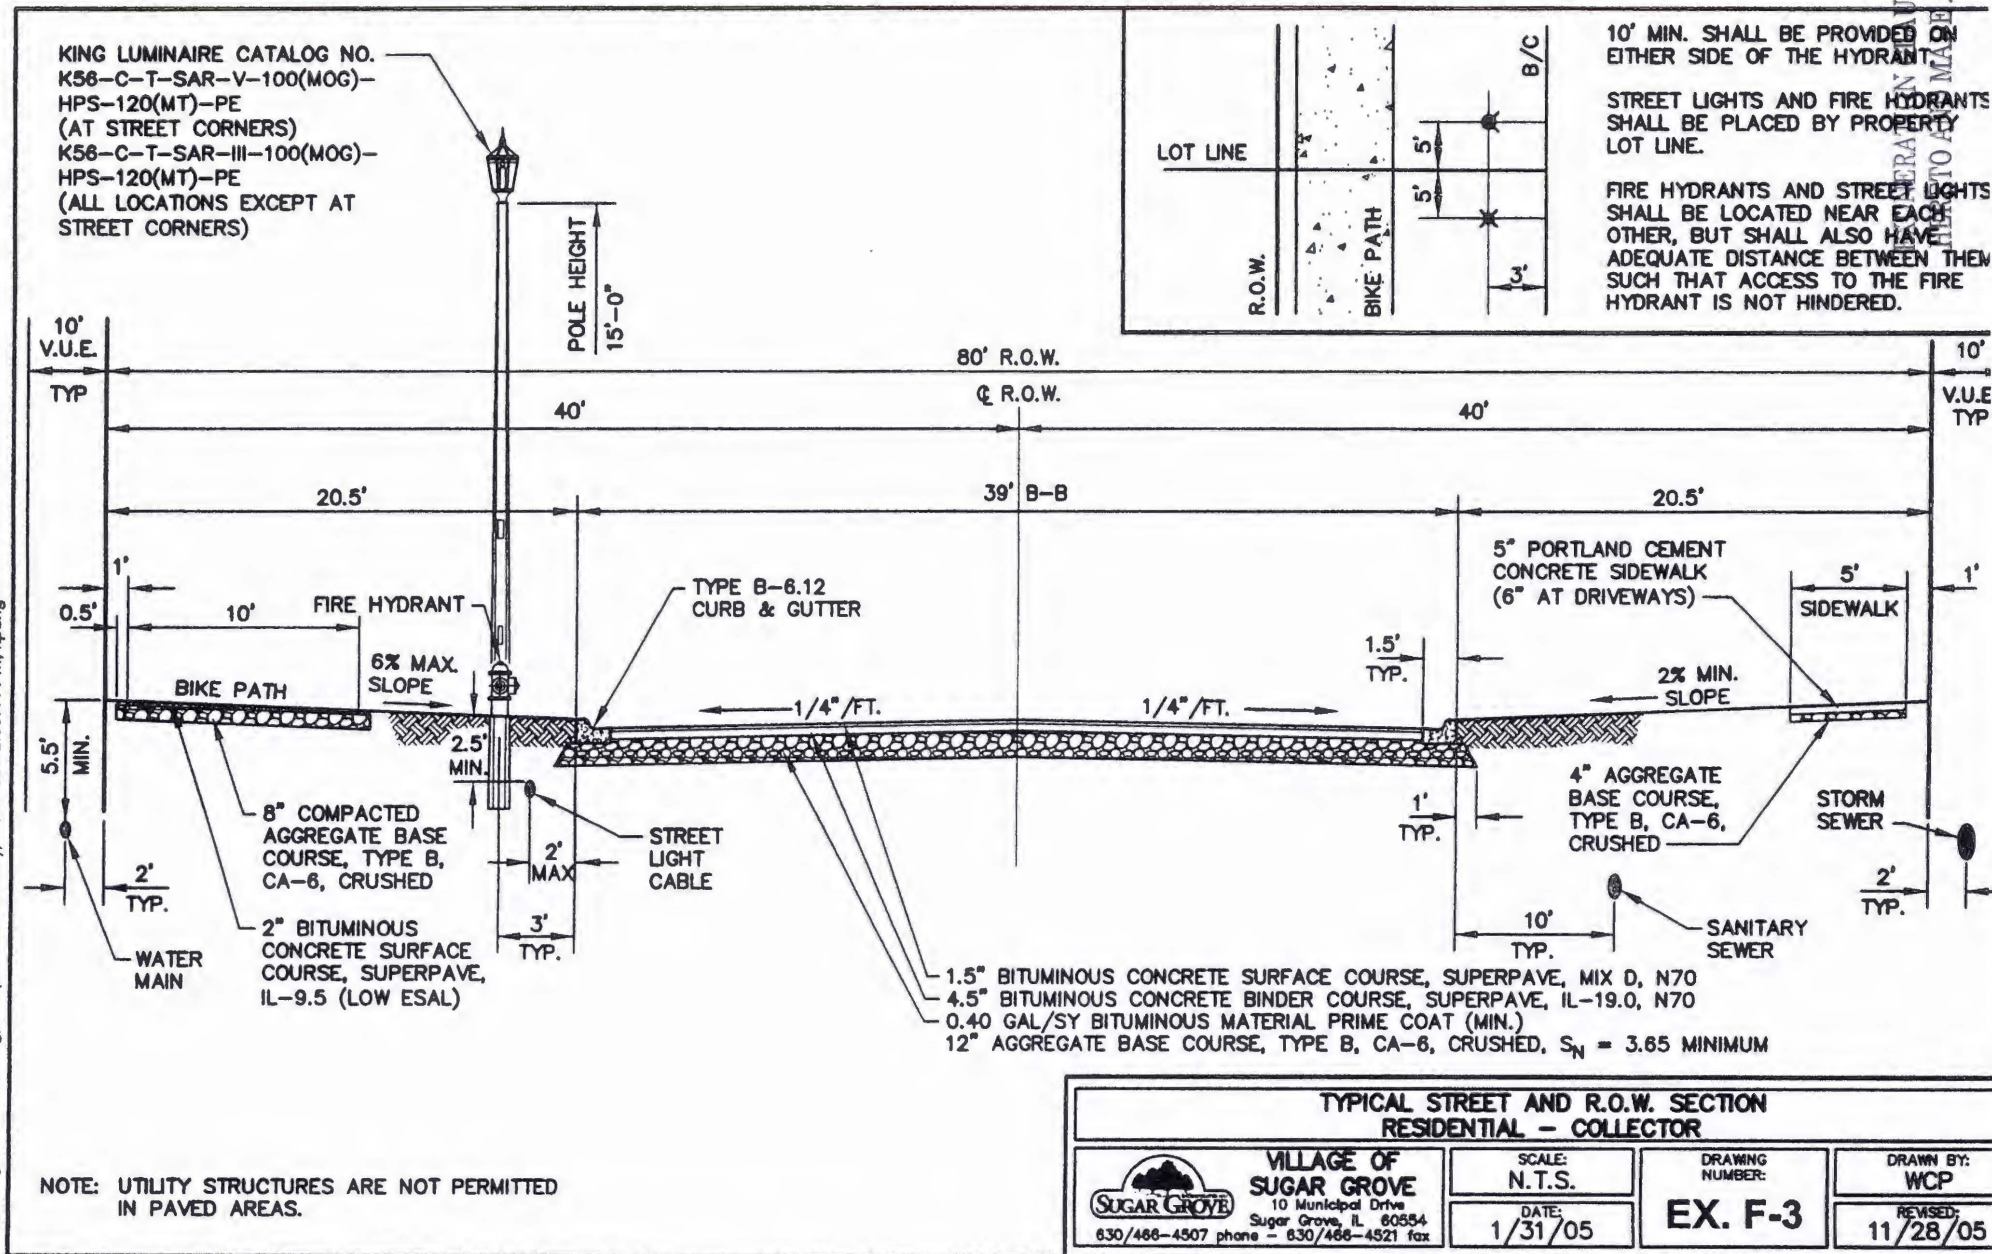 KING LUMINAIRE CATALOG NO.
K56-C-T-SAR-V-100(MOG)-
HPS-120(MT)-PE
(AT STREET CORNERS)
K56-C-T-SAR-III-100(MOG)-
HPS-120(MT)-PE
(ALL LOCATIONS EXCEPT AT
STREET CORNERS)
POLE HEIGHT
15'-0"
LOT LINE
R.O.W.
BIKE PATH
5'
5'
B/C
3'
10' MIN. SHALL BE PROVIDED ON
EITHER SIDE OF THE HYDRANT.
STREET LIGHTS AND FIRE HYDRANTS
SHALL BE PLACED BY PROPERTY
LOT LINE.
FIRE HYDRANTS AND STREET LIGHTS
SHALL BE LOCATED NEAR EACH
OTHER, BUT SHALL ALSO HAVE
ADEQUATE DISTANCE BETWEEN THEM
SUCH THAT ACCESS TO THE FIRE
HYDRANT IS NOT HINDERED.
HERETO AND MADE
10'
V.U.E.
TYP
80' R.O.W.
10'
V.U.E
TYP
℄ R.O.W.
40'
40'
20.5'
39' B-B
20.5'
1'
0.5'
10'
FIRE HYDRANT
TYPE B-6.12
CURB & GUTTER
5" PORTLAND CEMENT
CONCRETE SIDEWALK
(6" AT DRIVEWAYS)
5'
SIDEWALK
1'
BIKE PATH
6% MAX.
SLOPE
1/4"/FT.
1/4"/FT.
1.5'
TYP.
2% MIN.
SLOPE
5.5'
MIN.
2.5'
MIN.
8" COMPACTED
AGGREGATE BASE
COURSE, TYPE B,
CA-6, CRUSHED
2'
MAX
STREET
LIGHT
CABLE
1'
TYP.
4" AGGREGATE
BASE COURSE,
TYPE B, CA-6,
CRUSHED
STORM
SEWER
2'
TYP.
2'
TYP.
WATER
MAIN
2" BITUMINOUS
CONCRETE SURFACE
COURSE, SUPERPAVE,
IL-9.5 (LOW ESAL)
3'
TYP.
10'
TYP.
SANITARY
SEWER
1.5" BITUMINOUS CONCRETE SURFACE COURSE, SUPERPAVE, MIX D, N70
4.5" BITUMINOUS CONCRETE BINDER COURSE, SUPERPAVE, IL-19.0, N70
0.40 GAL/SY BITUMINOUS MATERIAL PRIME COAT (MIN.)
12" AGGREGATE BASE COURSE, TYPE B, CA-6, CRUSHED, SN = 3.65 MINIMUM
NOTE: UTILITY STRUCTURES ARE NOT PERMITTED
IN PAVED AREAS.
TYPICAL STREET AND R.O.W. SECTION
RESIDENTIAL - COLLECTOR
SUGAR GROVE
VILLAGE OF
SUGAR GROVE
10 Municipal Drive
Sugar Grove, IL 60554
630/466-4507 phone - 630/466-4521 fax
SCALE:
N.T.S.
DATE:
1/31/05
DRAWING
NUMBER:
EX. F-3
DRAWN BY:
WCP
REVISED:
11/28/05